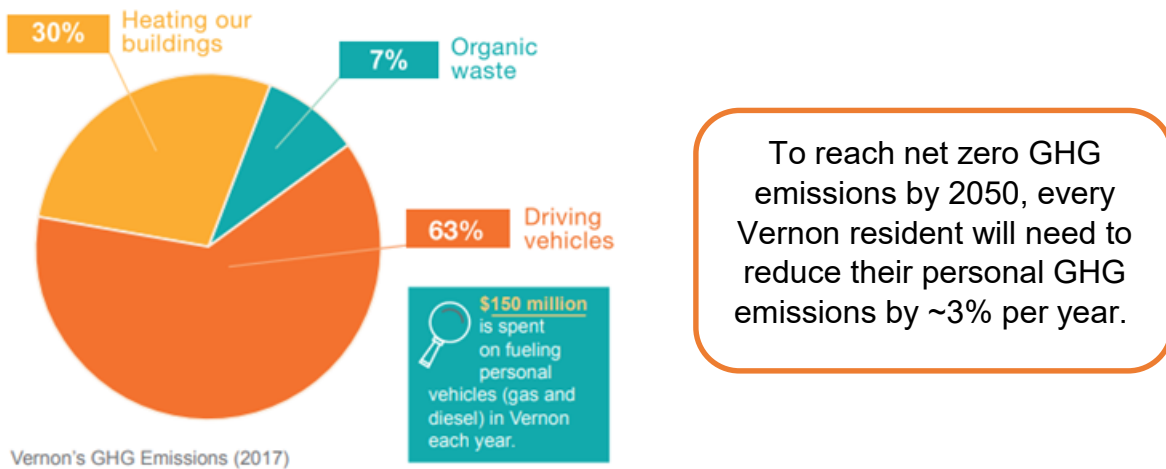 30%
Heating our
buildings
7%
Organic
waste
63%
Driving
vehicles
$150 million
is spent
on fueling
personal
vehicles (gas and
diesel) in Vernon
each year.
Vernon's GHG Emissions (2017)
To reach net zero GHG
emissions by 2050, every
Vernon resident will need to
reduce their personal GHG
emissions by ~3% per year.